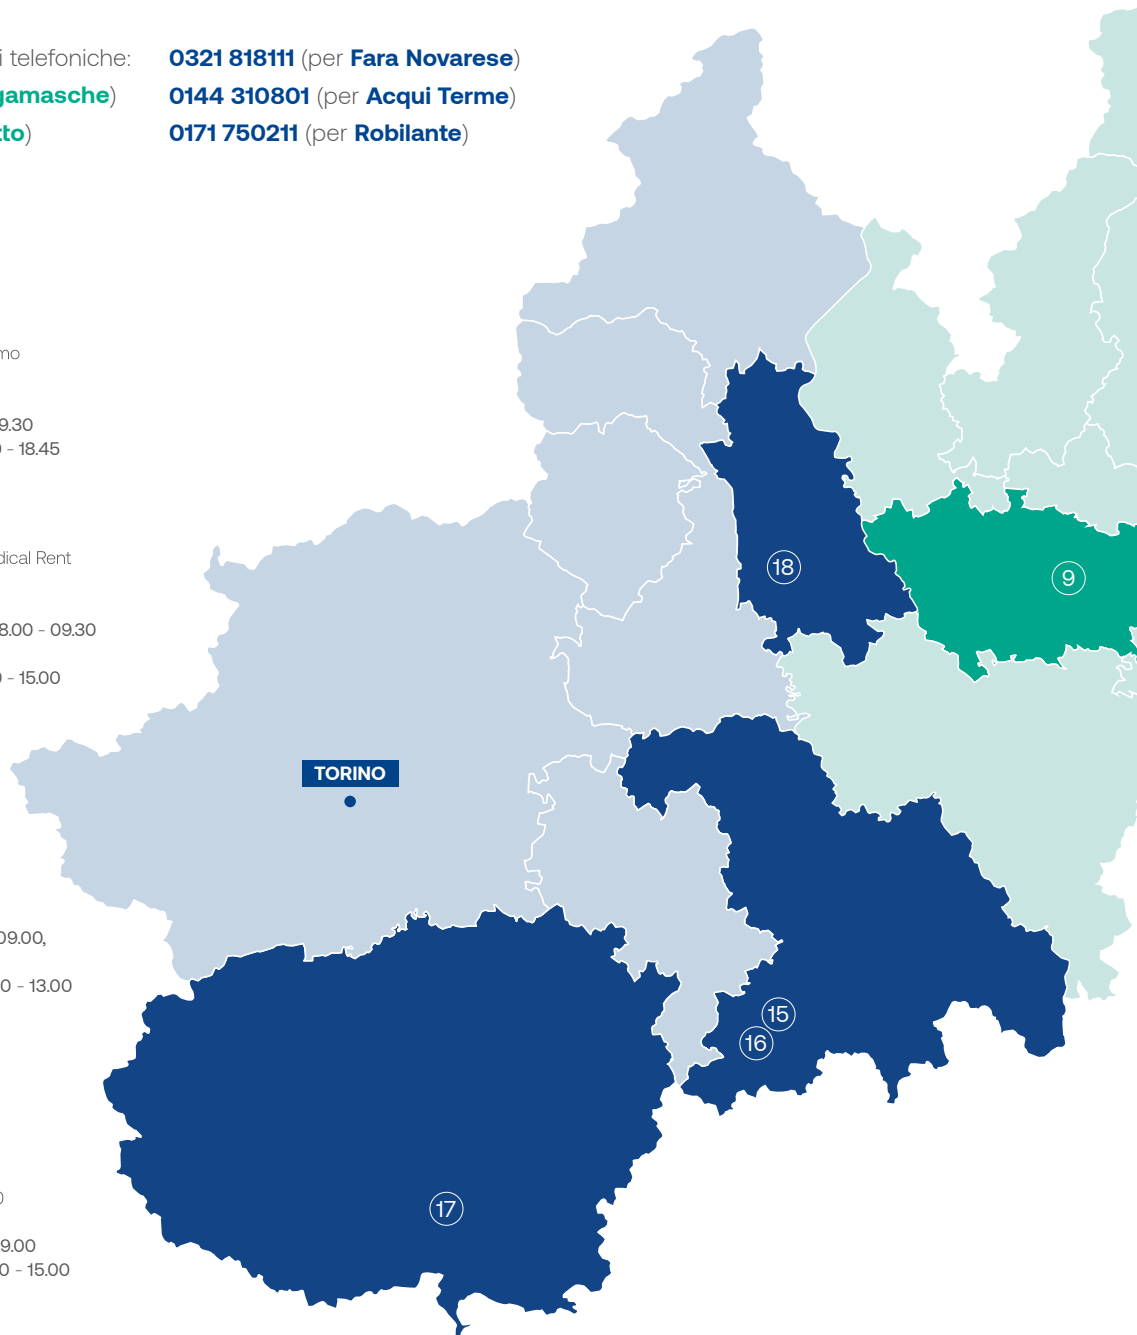 i telefoniche:
gamasche)
tto)
0321 818111 (per Fara Novarese)
0144 310801 (per Acqui Terme)
0171 750211 (per Robilante)
mo
9.30
- 18.45
dical Rent
8.00 - 09.30
- 15.00
09.00,
0 - 13.00
9.00
0 - 15.00
18
9
TORINO
15
16
17